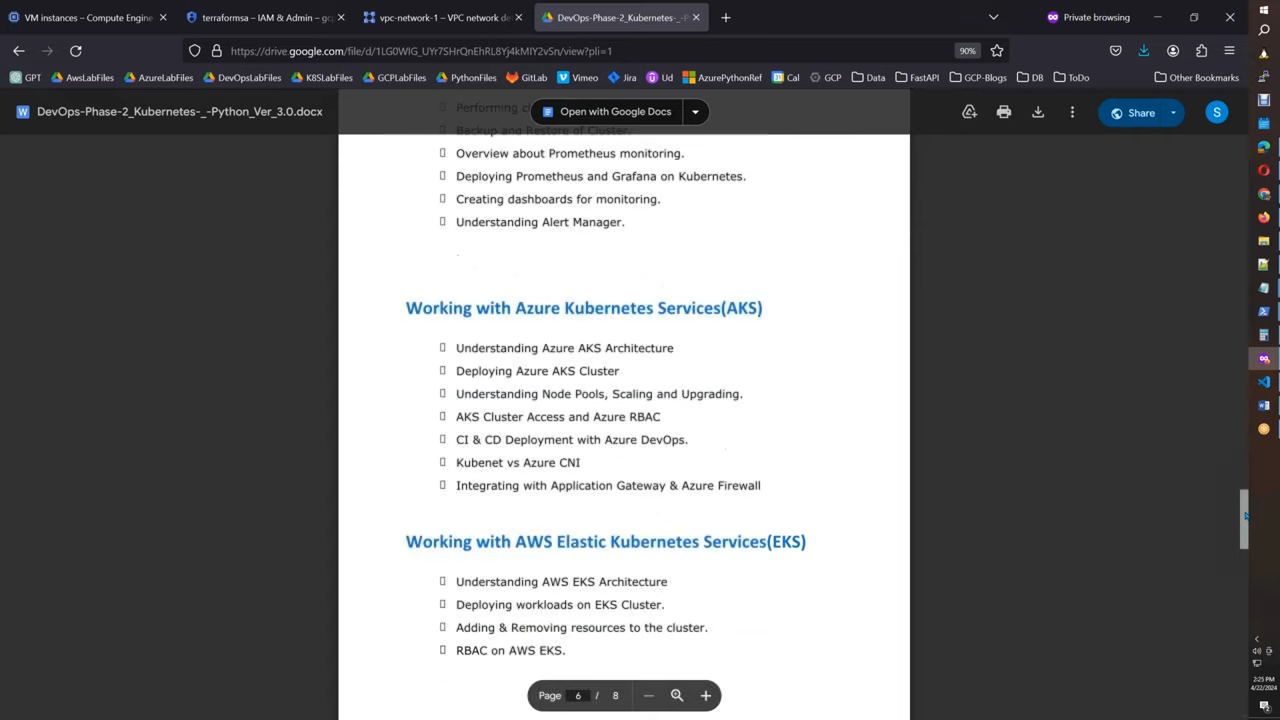 VM instances – Compute Engine
terraformsa – IAM & Admin – gc
vpc-network-1 – VPC network de
DevOps-Phase-2_Kubernetes-_-P
Private browsing
https://drive.google.com/file/d/1LG0WIG_UYr7SHrQnEhRL8Yj4kMIY2vSn/view?pli=1
90%
GPT
AwsLabFiles
AzureLabFiles
DevOpsLabFiles
K8SLabFiles
GCPLabFiles
PythonFiles
GitLab
Vimeo
Jira
Ud
AzurePythonRef
Cal
GCP
Data
FastAPI
GCP-Blogs
DB
ToDo
Other Bookmarks
DevOps-Phase-2_Kubernetes-_-Python_Ver_3.0.docx
Open with Google Docs
Share
S
Performing cl
Backup and Restore of Cluster.
Overview about Prometheus monitoring.
Deploying Prometheus and Grafana on Kubernetes.
Creating dashboards for monitoring.
Understanding Alert Manager.
Working with Azure Kubernetes Services(AKS)
Understanding Azure AKS Architecture
Deploying Azure AKS Cluster
Understanding Node Pools, Scaling and Upgrading.
AKS Cluster Access and Azure RBAC
CI & CD Deployment with Azure DevOps.
Kubenet vs Azure CNI
Integrating with Application Gateway & Azure Firewall
Working with AWS Elastic Kubernetes Services(EKS)
Understanding AWS EKS Architecture
Deploying workloads on EKS Cluster.
Adding & Removing resources to the cluster.
RBAC on AWS EKS.
Page 6 / 8
2:25 PM
4/22/2024